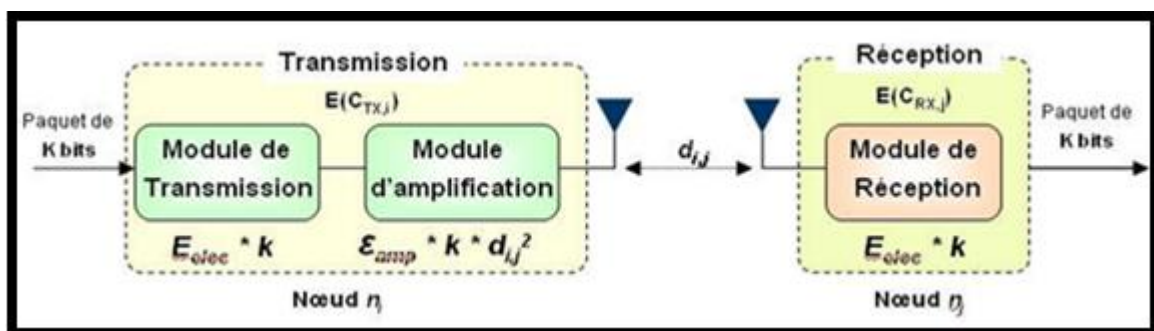 Transmission
E(C_TX,i)
Paquet de
K bits
Module de
Transmission
Module
d'amplification
E_elec * k
ε_amp * k * d_i,j²
Nœud n_i
d_i,j
Réception
E(C_RX,j)
Module de
Réception
E_elec * k
Nœud n_j
Paquet de
K bits